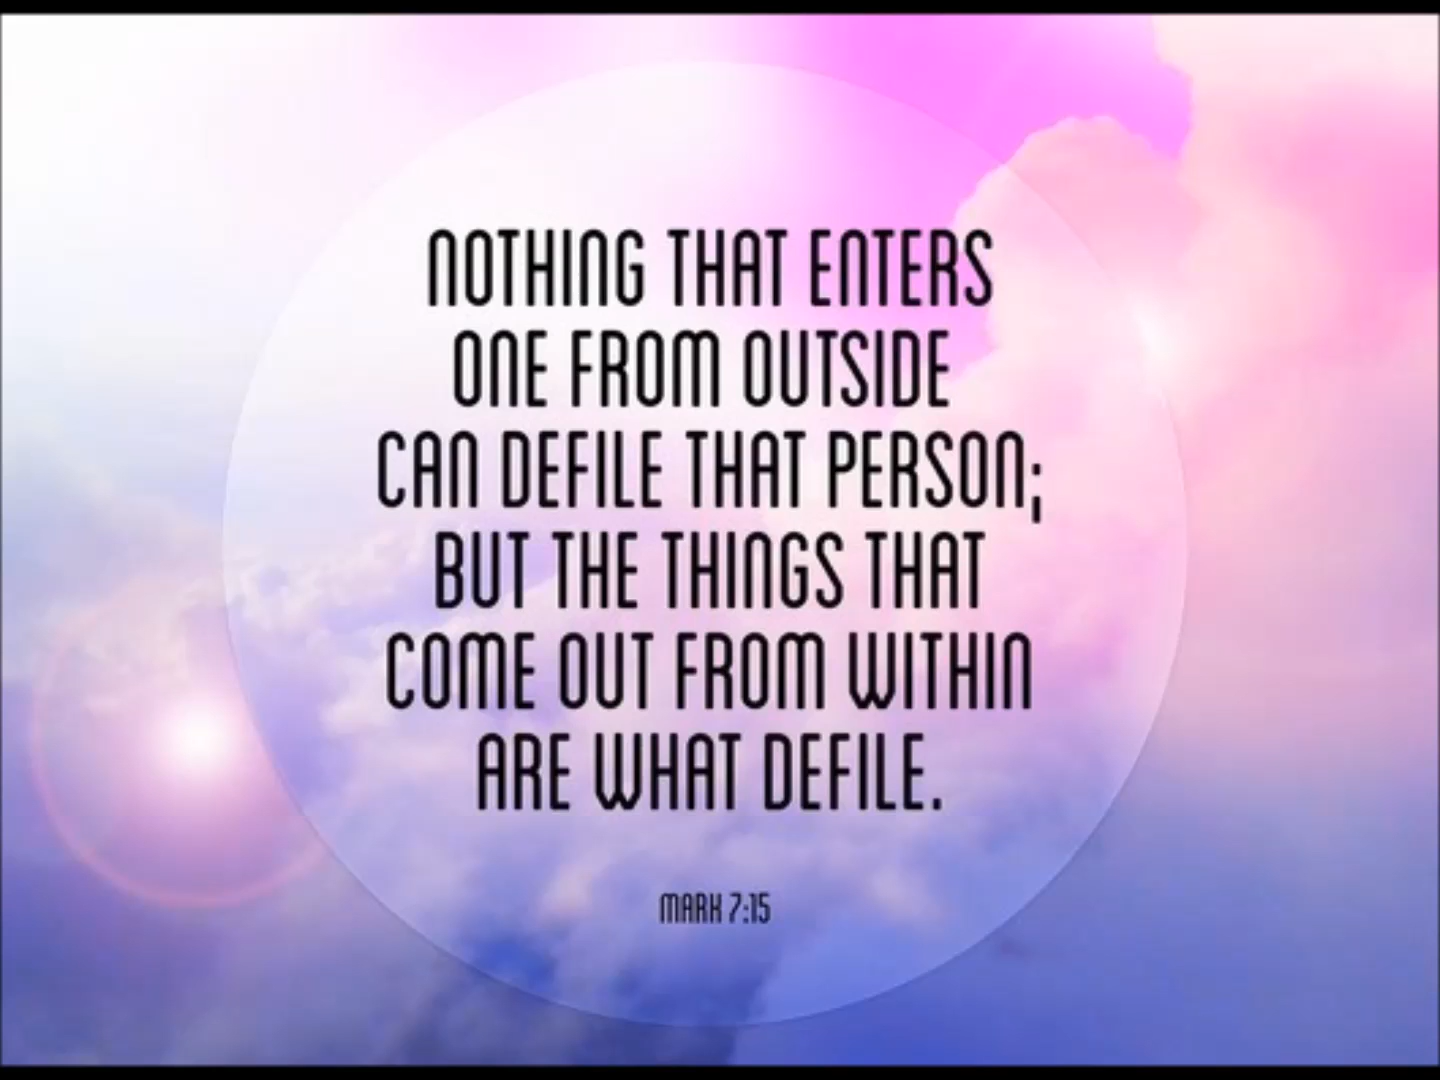 NOTHING THAT ENTERS
ONE FROM OUTSIDE
CAN DEFILE THAT PERSON;
BUT THE THINGS THAT
COME OUT FROM WITHIN
ARE WHAT DEFILE.
MARK 7:15